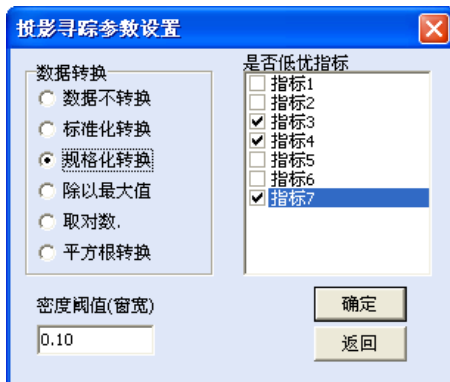 投影寻踪参数设置
数据转换
数据不转换
标准化转换
规格化转换
除以最大值
取对数.
平方根转换
是否低优指标
指标1
指标2
指标3
指标4
指标5
指标6
指标7
密度阈值(窗宽)
0.10
确定
返回